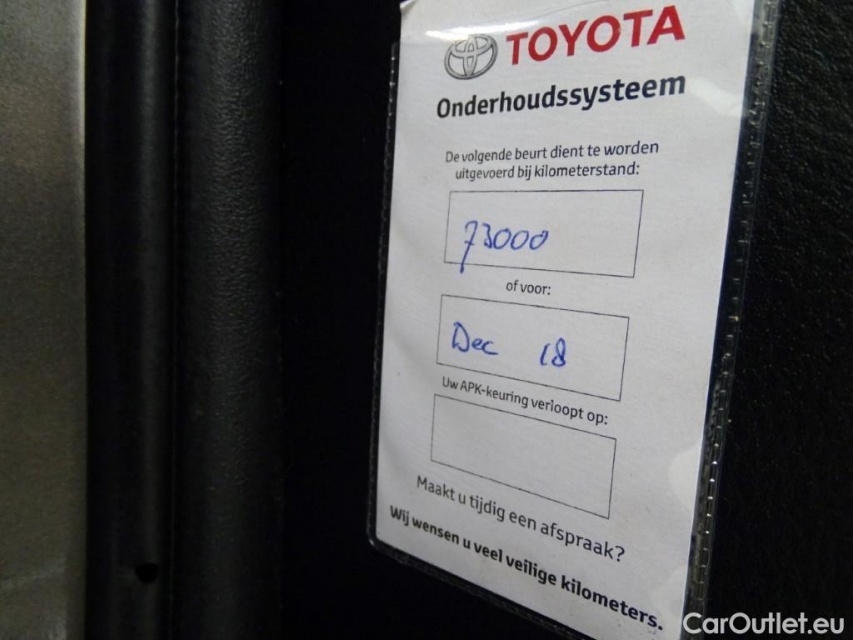 TOYOTA
Onderhoudssysteem
De volgende beurt dient te worden
uitgevoerd bij kilometerstand:
73000
of voor:
Dec 18
Uw APK-keuring verloopt op:
Maakt u tijdig een afspraak?
Wij wensen u veel veilige kilometers.
CarOutlet.eu